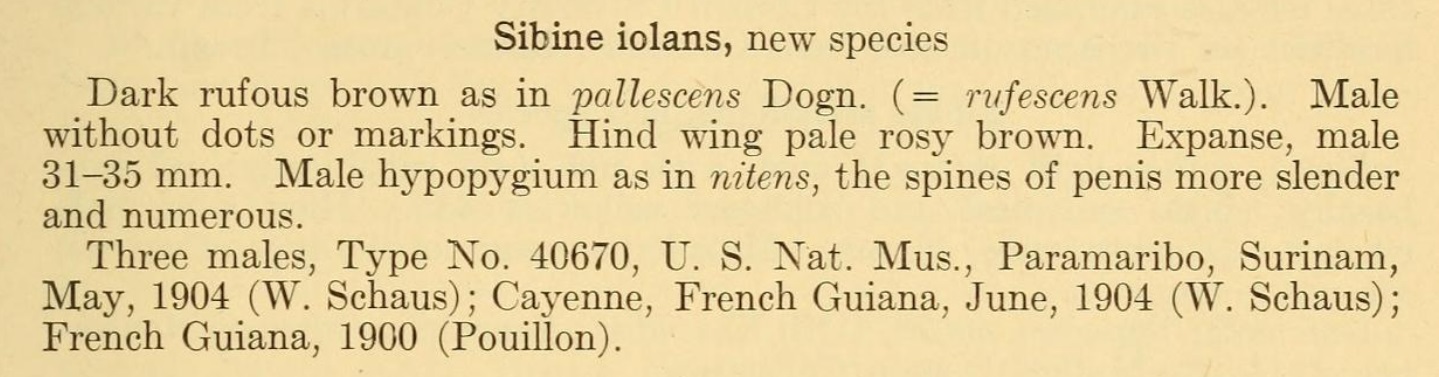 Sibine iolans, new species
Dark rufous brown as in pallescens Dogn. (= rufescens Walk.). Male
without dots or markings. Hind wing pale rosy brown. Expanse, male
31–35 mm. Male hypopygium as in nitens, the spines of penis more slender
and numerous.
Three males, Type No. 40670, U. S. Nat. Mus., Paramaribo, Surinam,
May, 1904 (W. Schaus); Cayenne, French Guiana, June, 1904 (W. Schaus);
French Guiana, 1900 (Pouillon).